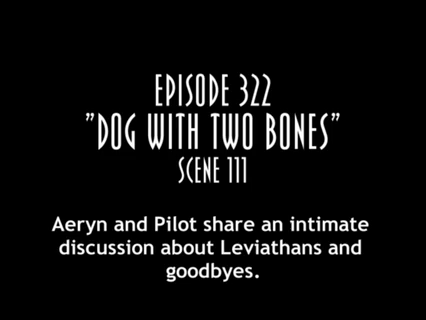 EPISODE 322
"DOG WITH TWO BONES"
SCENE 111
Aeryn and Pilot share an intimate
discussion about Leviathans and
goodbyes.